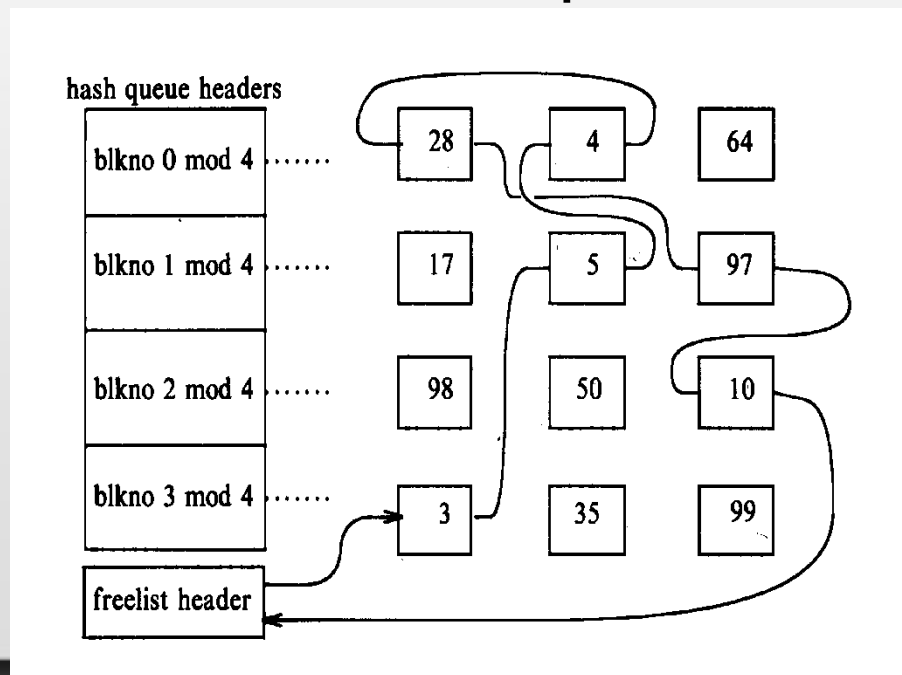 hash queue headers
blkno 0 mod 4 ....... 28 4 64
blkno 1 mod 4 ....... 17 5 97
blkno 2 mod 4 ....... 98 50 10
blkno 3 mod 4 ....... 3 35 99
freelist header